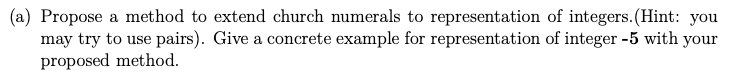 (a) Propose a method to extend church numerals to representation of integers.(Hint: you
may try to use pairs). Give a concrete example for representation of integer -5 with your
proposed method.